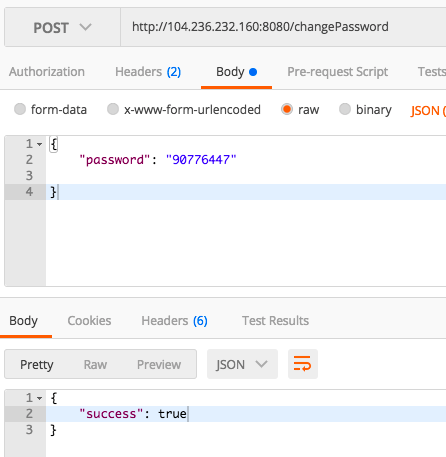 POST http://104.236.232.160:8080/changePassword
Authorization Headers (2) Body Pre-request Script Tests
form-data x-www-form-urlencoded raw binary JSON (
1 {
2 "password": "90776447"
3
4 }
Body Cookies Headers (6) Test Results
Pretty Raw Preview JSON
1 {
2 "success": true
3 }